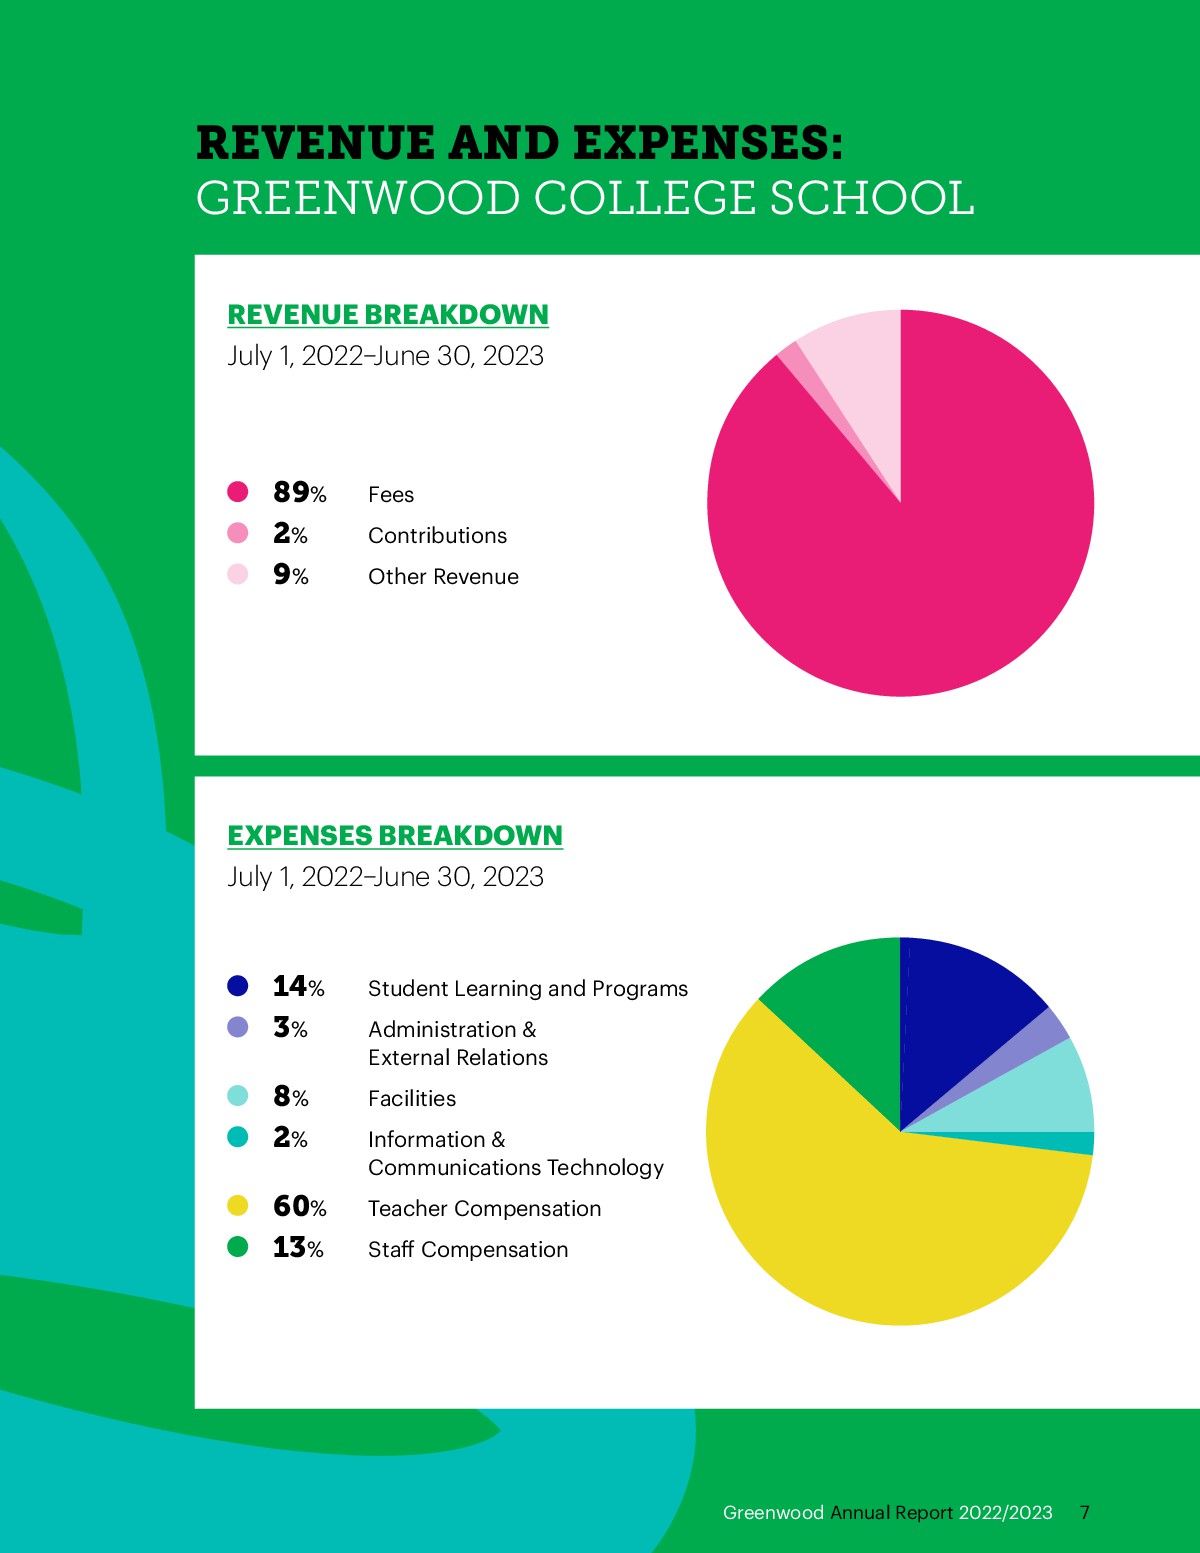 REVENUE AND EXPENSES:
GREENWOOD COLLEGE SCHOOL
REVENUE BREAKDOWN
July 1, 2022–June 30, 2023
89% Fees
2% Contributions
9% Other Revenue
EXPENSES BREAKDOWN
July 1, 2022–June 30, 2023
14% Student Learning and Programs
3% Administration &
External Relations
8% Facilities
2% Information &
Communications Technology
60% Teacher Compensation
13% Staff Compensation
Greenwood Annual Report 2022/2023 7